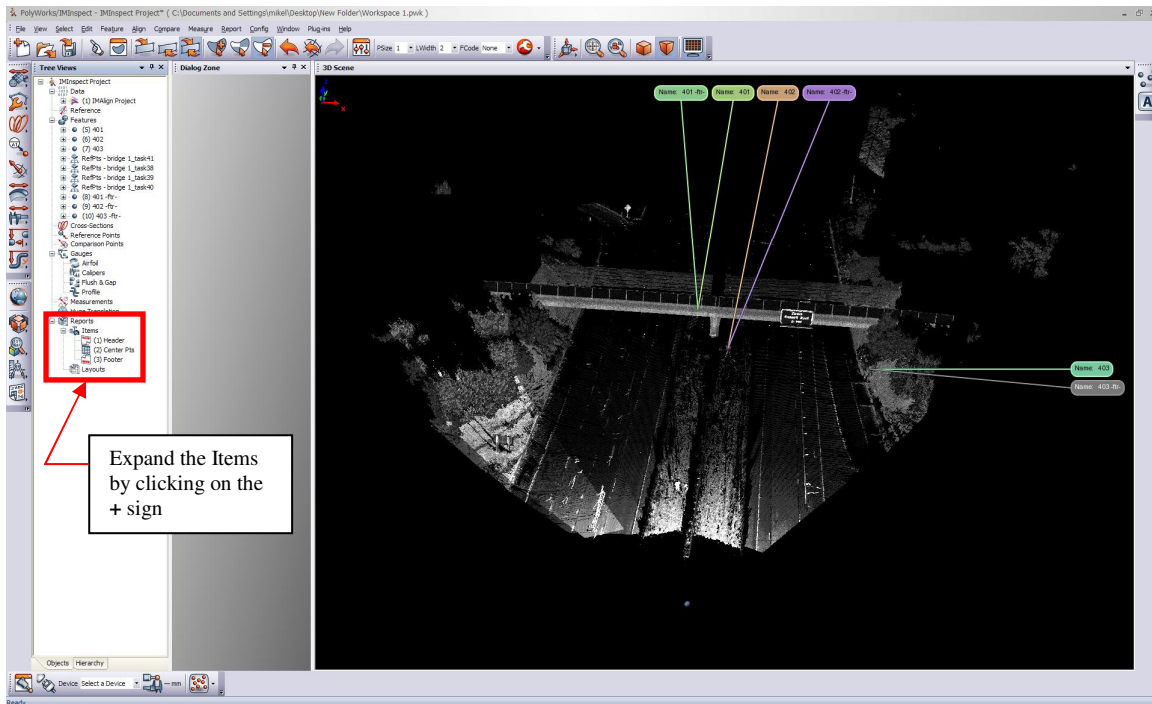 PolyWorks/IMInspect - IMInspect Project* ( C:\Documents and Settings\mikel\Desktop\New Folder\Workspace 1.pwk )
File View Select Edit Feature Align Compare Measure Report Config Window Plug-ins Help
PSize 1 LWidth 2 FCode None
Tree Views
Dialog Zone
3D Scene
IMInspect Project
Data
(1) IMAlign Project
Reference
Features
(5) 401
(6) 402
(7) 403
RefPts - bridge 1_task41
RefPts - bridge 1_task38
RefPts - bridge 1_task39
RefPts - bridge 1_task40
(8) 401 -ftr-
(9) 402 -ftr-
(10) 403 -ftr-
Cross-Sections
Reference Points
Comparison Points
Gauges
Airfoil
Calipers
Flush & Gap
Profile
Measurements
Reports
Items
(1) Header
(2) Center Pts
(3) Footer
Layouts
Name: 401 -ftr-
Name: 401
Name: 402
Name: 402 -ftr-
Name: 403
Name: 403 -ftr-
Expand the Items
by clicking on the
+ sign
Objects Hierarchy
Device Select a Device mm
Ready